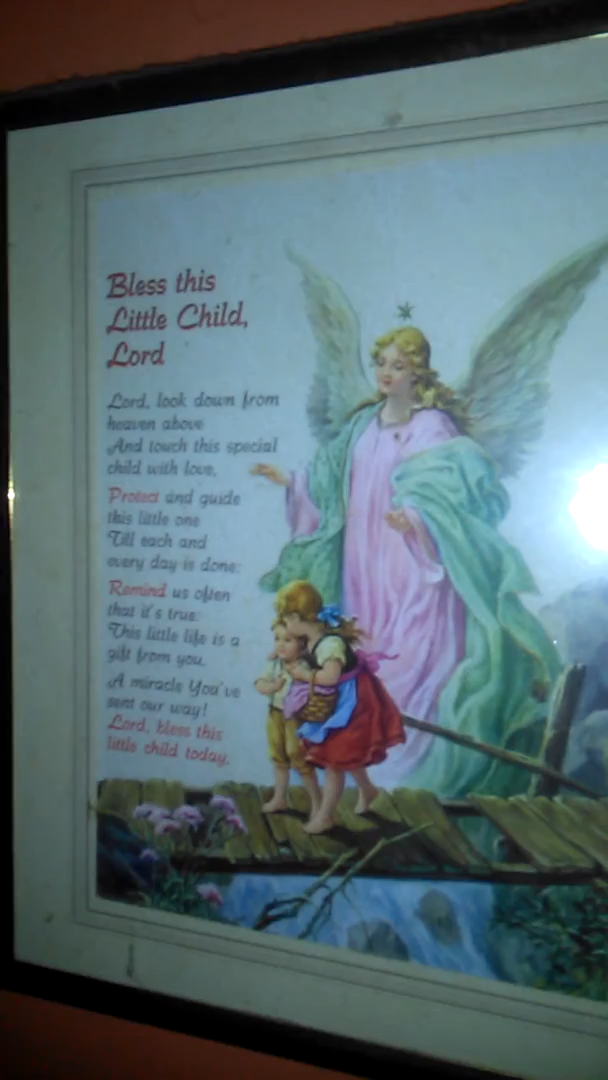 Bless this
Little Child,
Lord
Lord, look down from
heaven above
And touch this special
child with love,
Protect and guide
this little one
Till each and
every day is done:
Remind us often
that it's true:
This little life is a
gift from you.
A miracle You've
sent our way!
Lord, bless this
little child today.